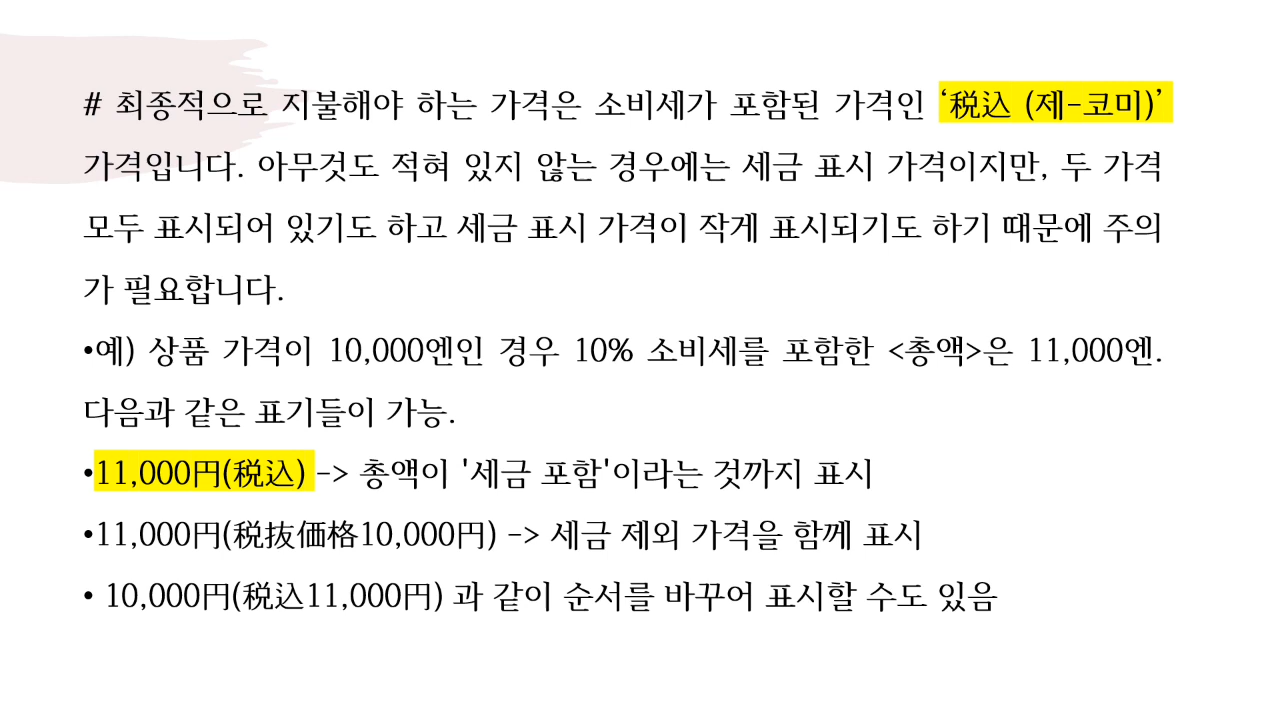 # 최종적으로 지불해야 하는 가격은 소비세가 포함된 가격인 ‘税込 (제-코미)’
가격입니다. 아무것도 적혀 있지 않는 경우에는 세금 표시 가격이지만, 두 가격
모두 표시되어 있기도 하고 세금 표시 가격이 작게 표시되기도 하기 때문에 주의
가 필요합니다.
•예) 상품 가격이 10,000엔인 경우 10% 소비세를 포함한 <총액>은 11,000엔.
다음과 같은 표기들이 가능.
•11,000円(税込) -> 총액이 '세금 포함'이라는 것까지 표시
•11,000円(税抜価格10,000円) -> 세금 제외 가격을 함께 표시
• 10,000円(税込11,000円) 과 같이 순서를 바꾸어 표시할 수도 있음